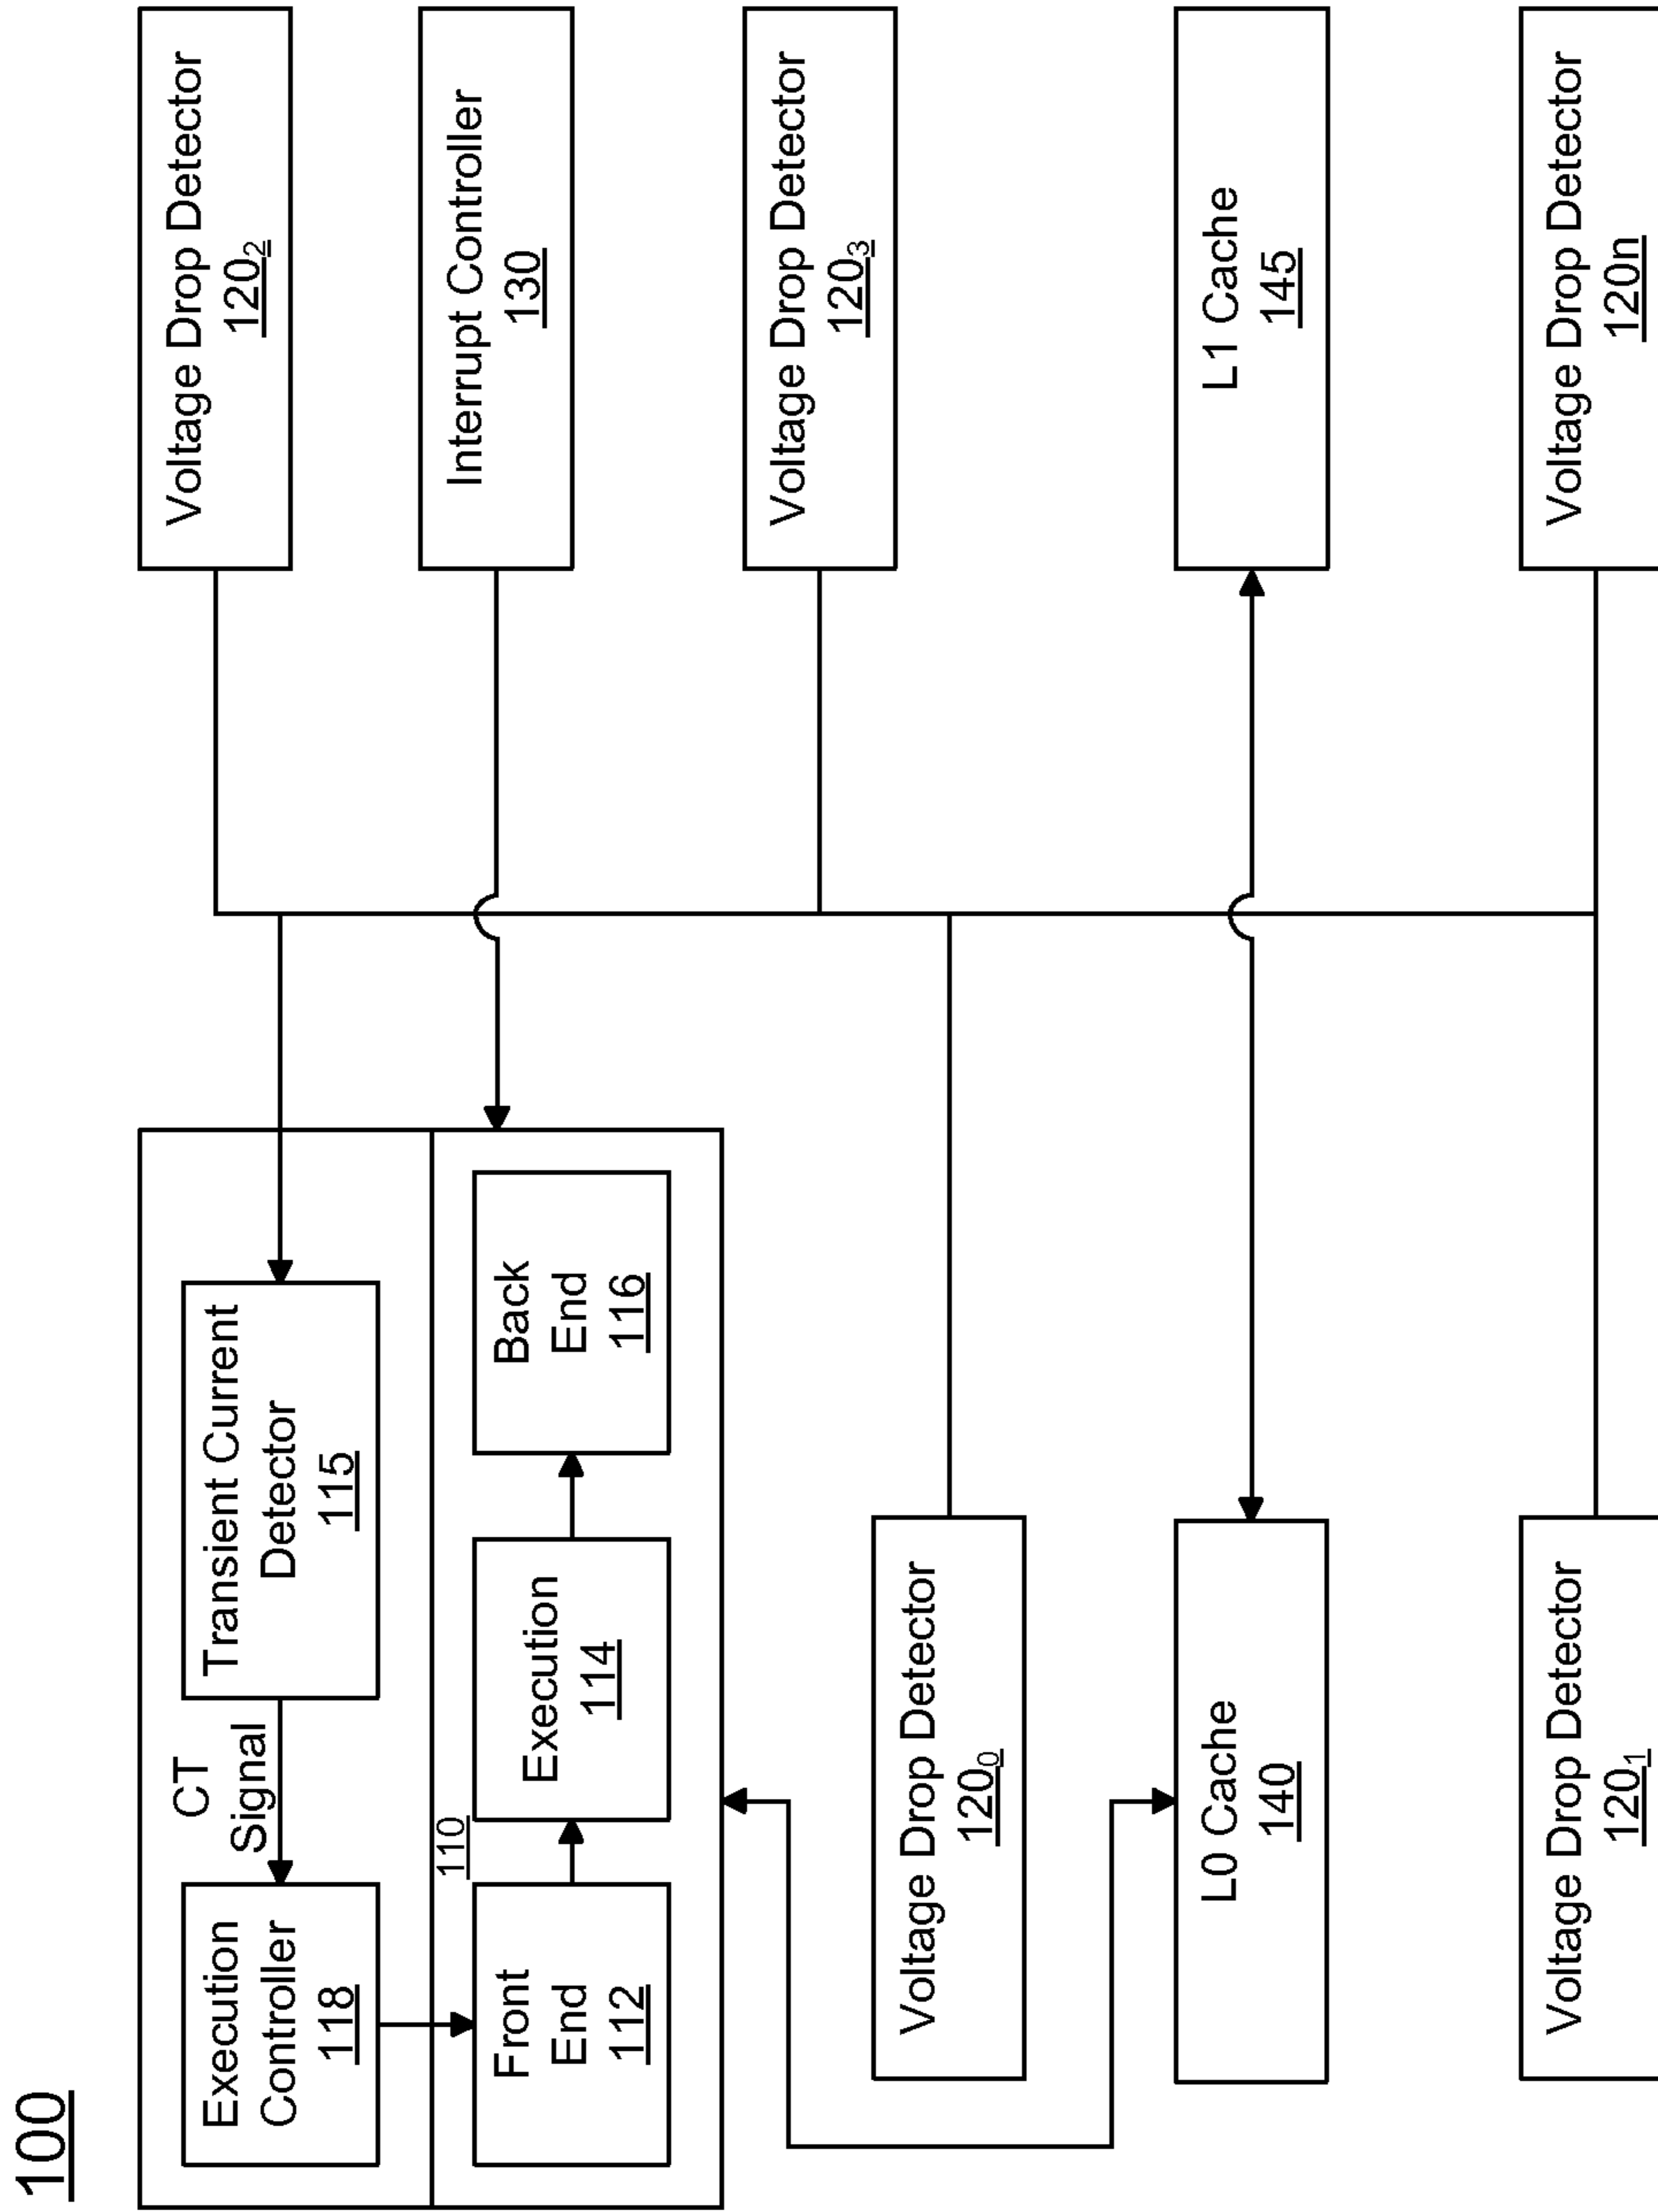 100
Execution
Controller
118
CT
Signal
Transient Current
Detector
115
110
Front
End
112
Execution
114
Back
End
116
Voltage Drop Detector
120₂
Interrupt Controller
130
Voltage Drop Detector
120₃
Voltage Drop Detector
120₀
L0 Cache
140
L1 Cache
145
Voltage Drop Detector
120₁
Voltage Drop Detector
120n